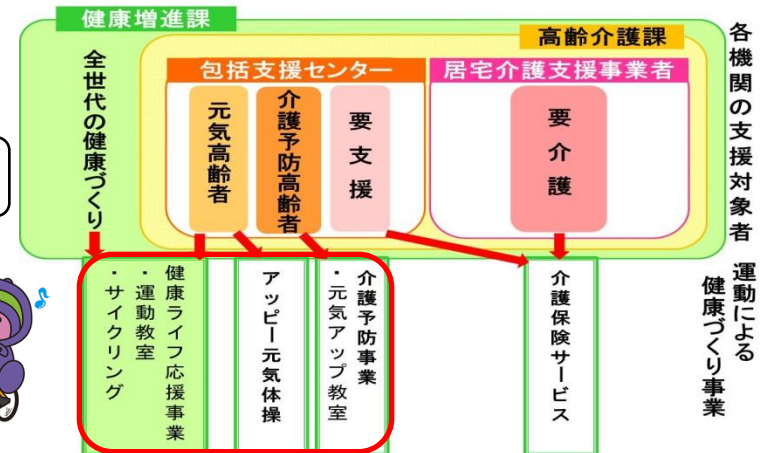 健康増進課
高齢介護課
包括支援センター
居宅介護支援事業者
全世代の健康づくり
元気高齢者
介護予防高齢者
要支援
要介護
各機関の支援対象者
健康ライフ応援事業
・運動教室
・サイクリング
アッピー元気体操
介護予防事業
・元気アップ教室
介護保険サービス
運動による
健康づくり事業